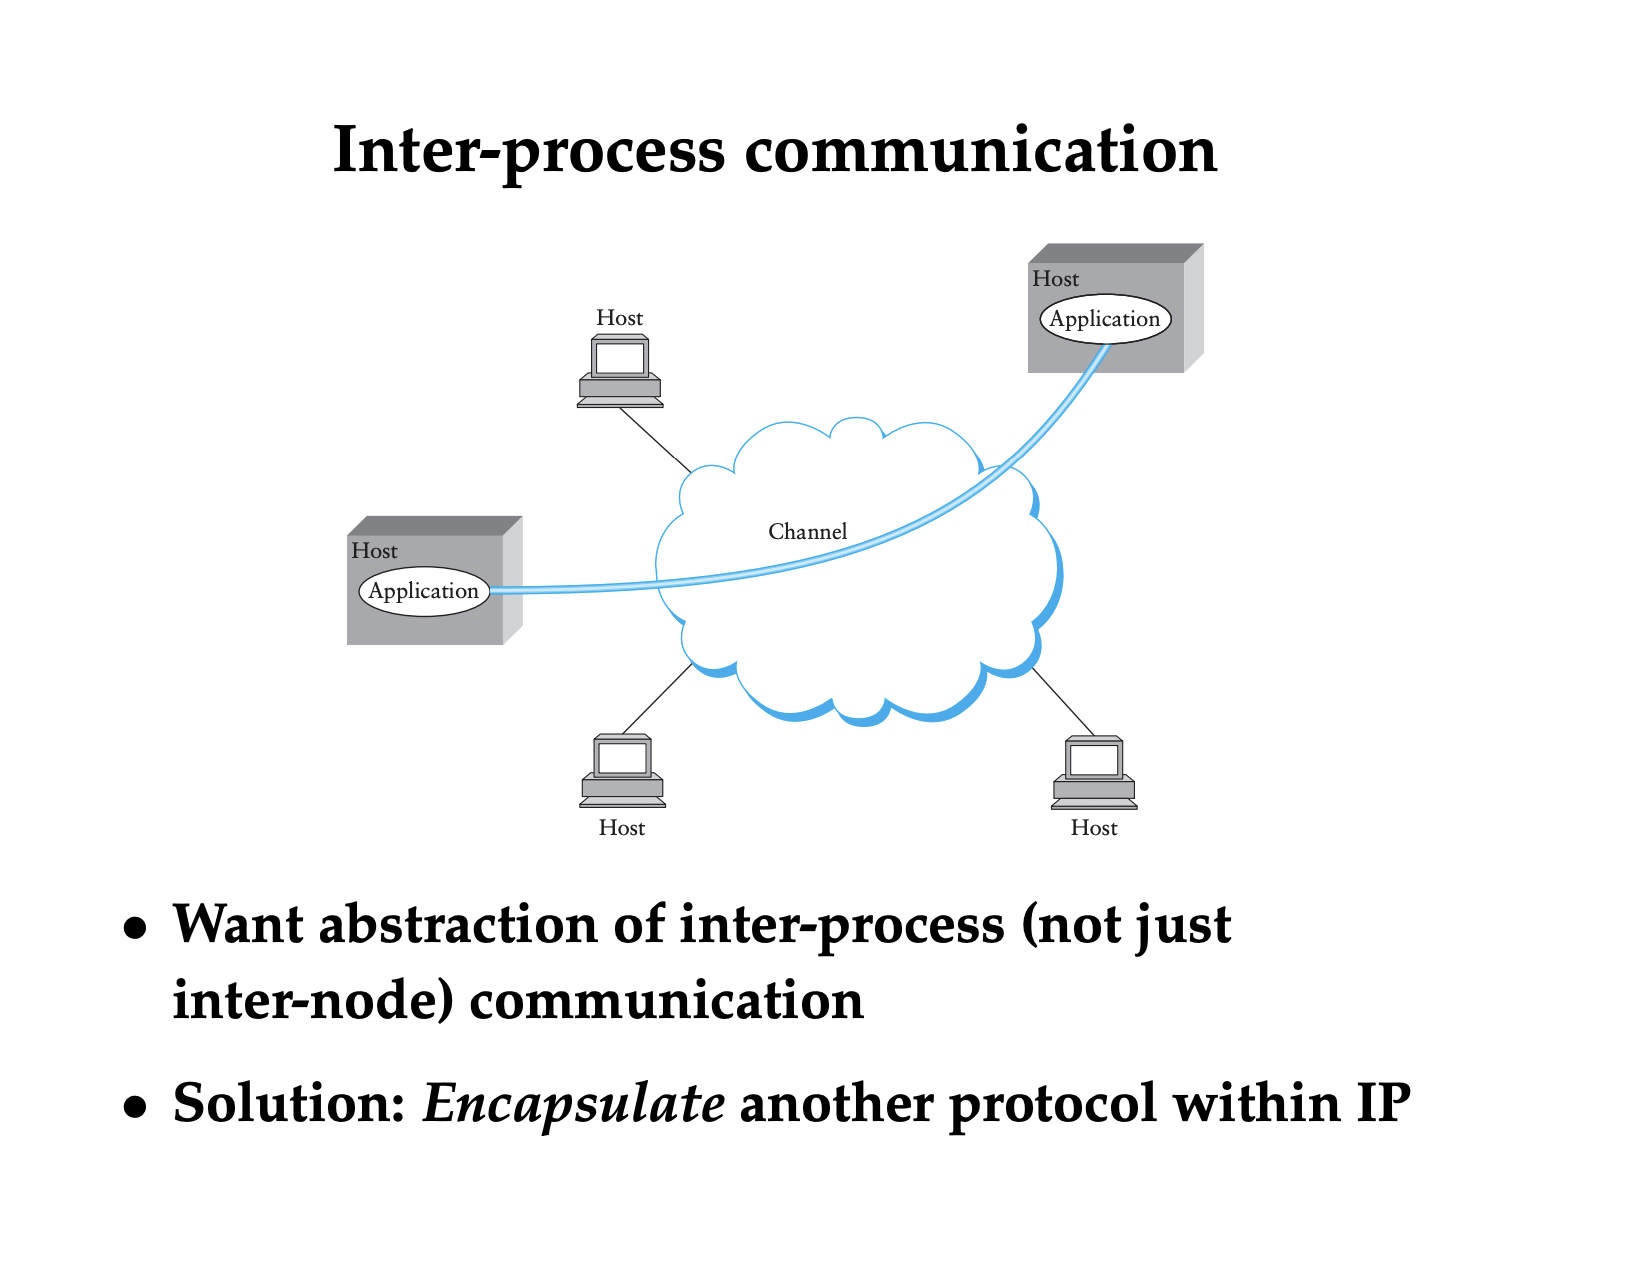 Inter-process communication
Host
Application
Host
Channel
Host
Application
Host
Host
• Want abstraction of inter-process (not just
inter-node) communication
• Solution: Encapsulate another protocol within IP